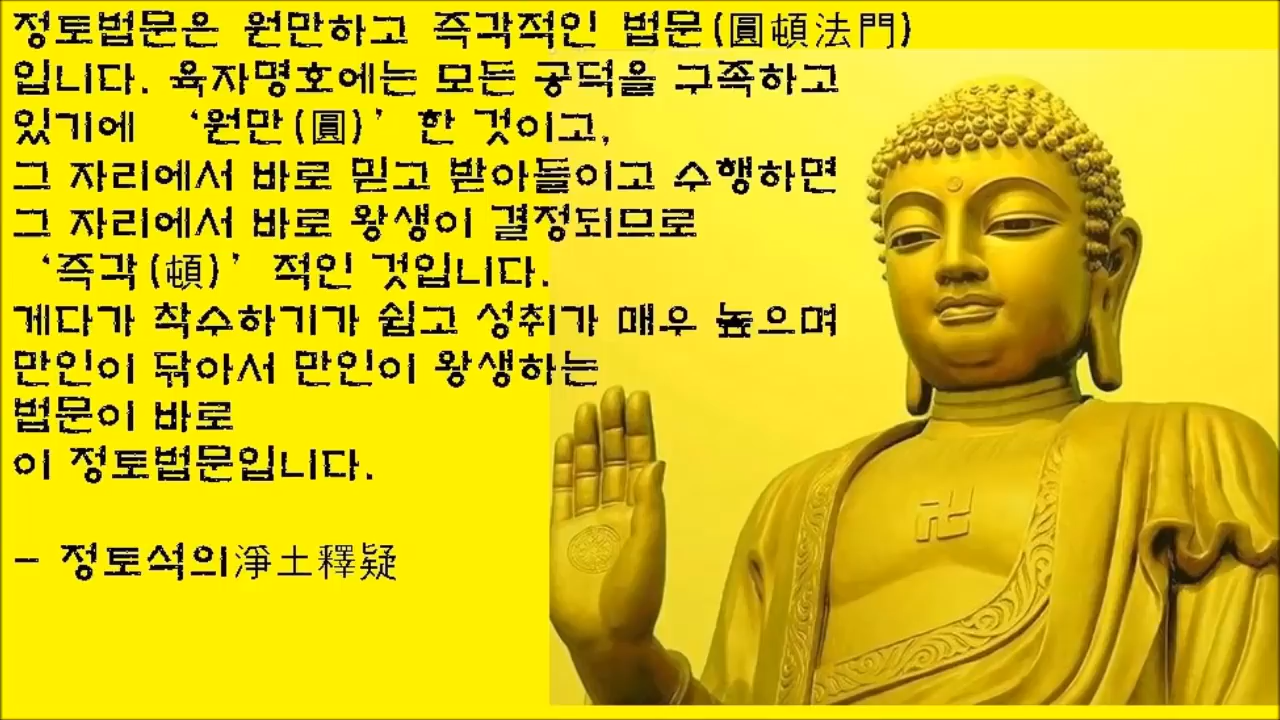 정토법문은 원만하고 즉각적인 법문(圓頓法門)
입니다. 육자명호에는 모든 공덕을 구족하고
있기에 ‘원만(圓)’ 한 것이고,
그 자리에서 바로 믿고 받아들이고 수행하면
그 자리에서 바로 왕생이 결정되므로
‘즉각(頓)’ 적인 것입니다.
게다가 착수하기가 쉽고 성취가 매우 높으며
만인이 닦아서 만인이 왕생하는
법문이 바로
이 정토법문입니다.
- 정토석의淨土釋疑
卍